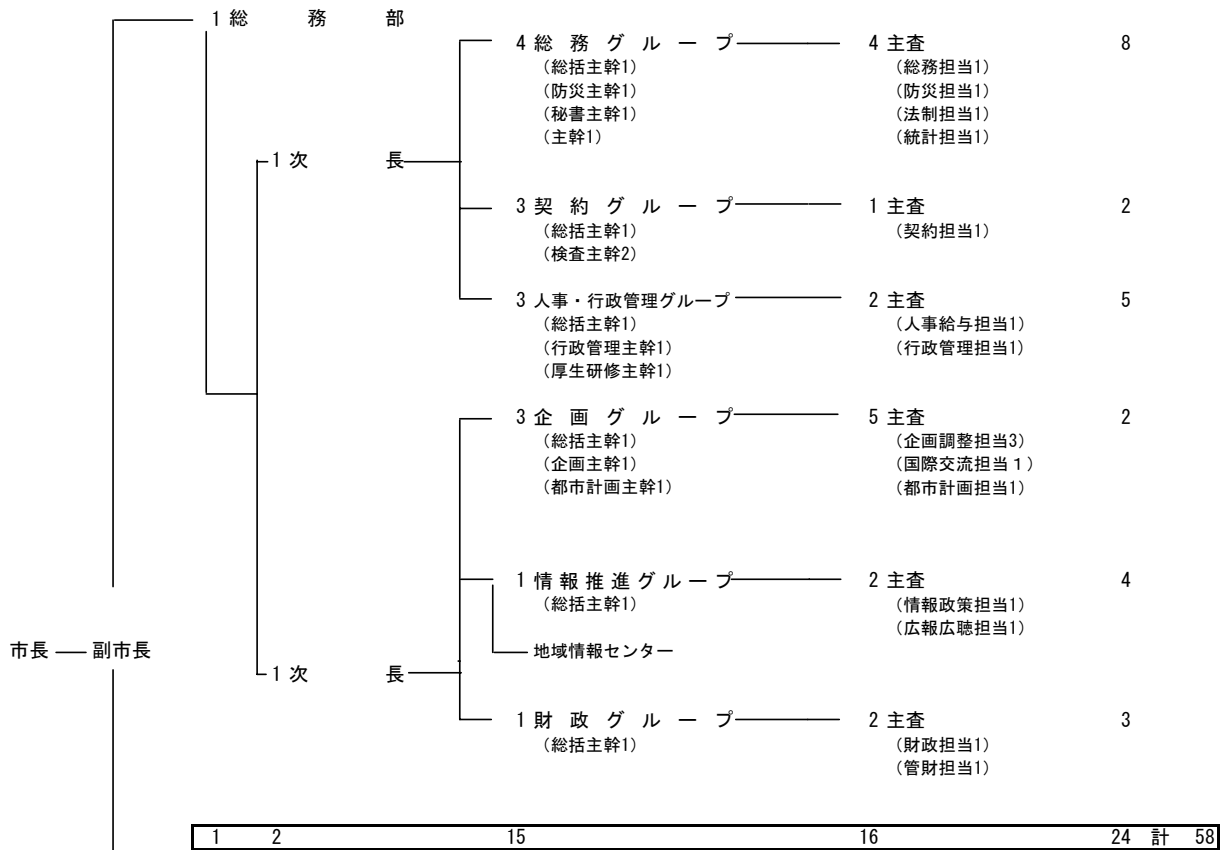 1 総務部
4 総務グループ 4 主査 8
(総括主幹1) (総務担当1)
(防災主幹1) (防災担当1)
(秘書主幹1) (法制担当1)
(主幹1) (統計担当1)
1 次長
3 契約グループ 1 主査 2
(総括主幹1) (契約担当1)
(検査主幹2)
3 人事・行政管理グループ 2 主査 5
(総括主幹1) (人事給与担当1)
(行政管理主幹1) (行政管理担当1)
(厚生研修主幹1)
3 企画グループ 5 主査 2
(総括主幹1) (企画調整担当3)
(企画主幹1) (国際交流担当１)
(都市計画主幹1) (都市計画担当1)
1 情報推進グループ 2 主査 4
(総括主幹1) (情報政策担当1)
(広報広聴担当1)
市長 副市長 地域情報センター
1 次長
1 財政グループ 2 主査 3
(総括主幹1) (財政担当1)
(管財担当1)
1 2 15 16 24 計 58